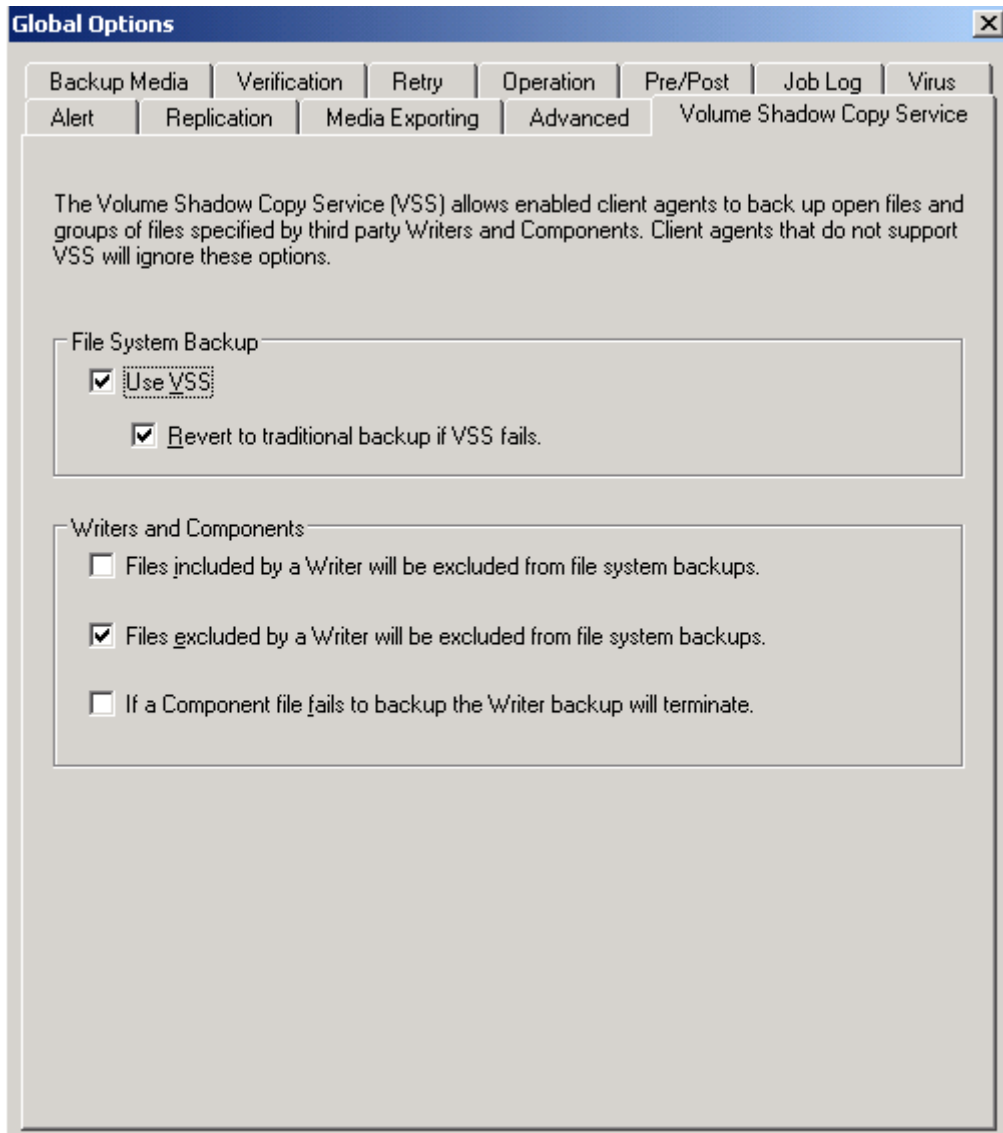 Global Options
Backup Media Verification Retry Operation Pre/Post Job Log Virus
Alert Replication Media Exporting Advanced Volume Shadow Copy Service
The Volume Shadow Copy Service (VSS) allows enabled client agents to back up open files and
groups of files specified by third party Writers and Components. Client agents that do not support
VSS will ignore these options.
File System Backup
Use VSS
Revert to traditional backup if VSS fails.
Writers and Components
Files included by a Writer will be excluded from file system backups.
Files excluded by a Writer will be excluded from file system backups.
If a Component file fails to backup the Writer backup will terminate.